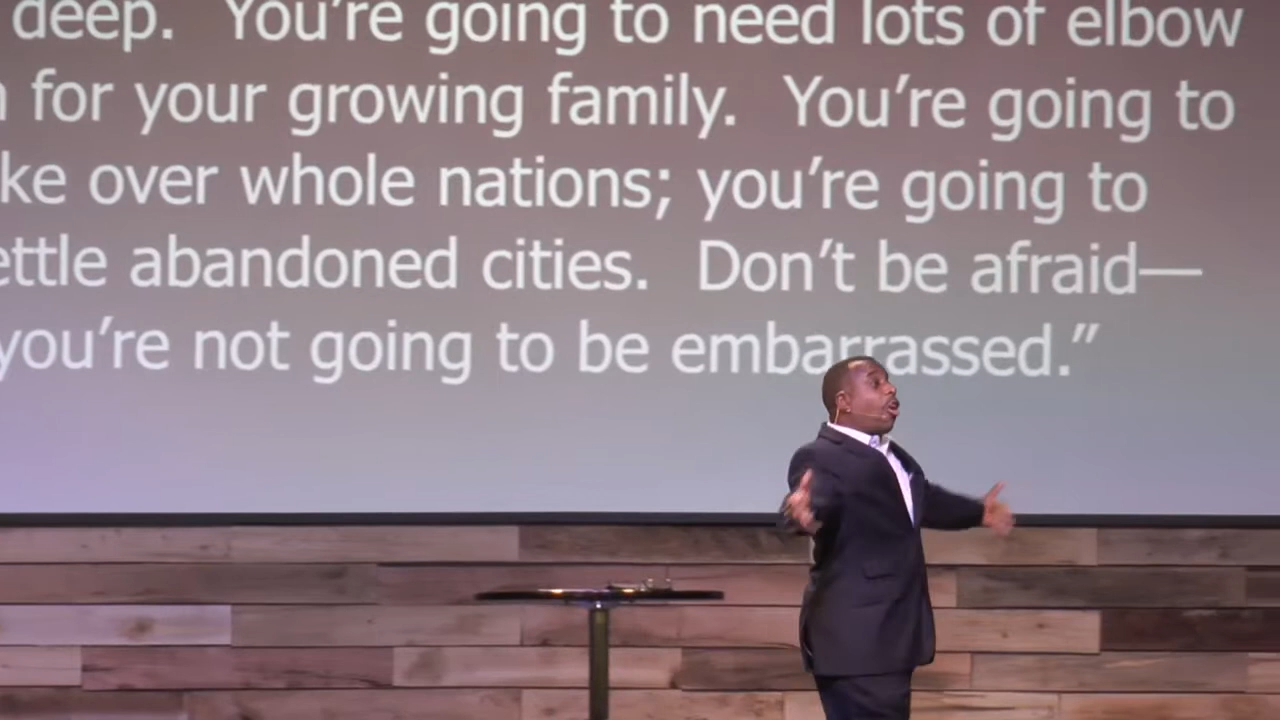 deep. You're going to need lots of elbow
for your growing family. You're going to
ke over whole nations; you're going to
ettle abandoned cities. Don't be afraid—
you're not going to be embarrassed.”